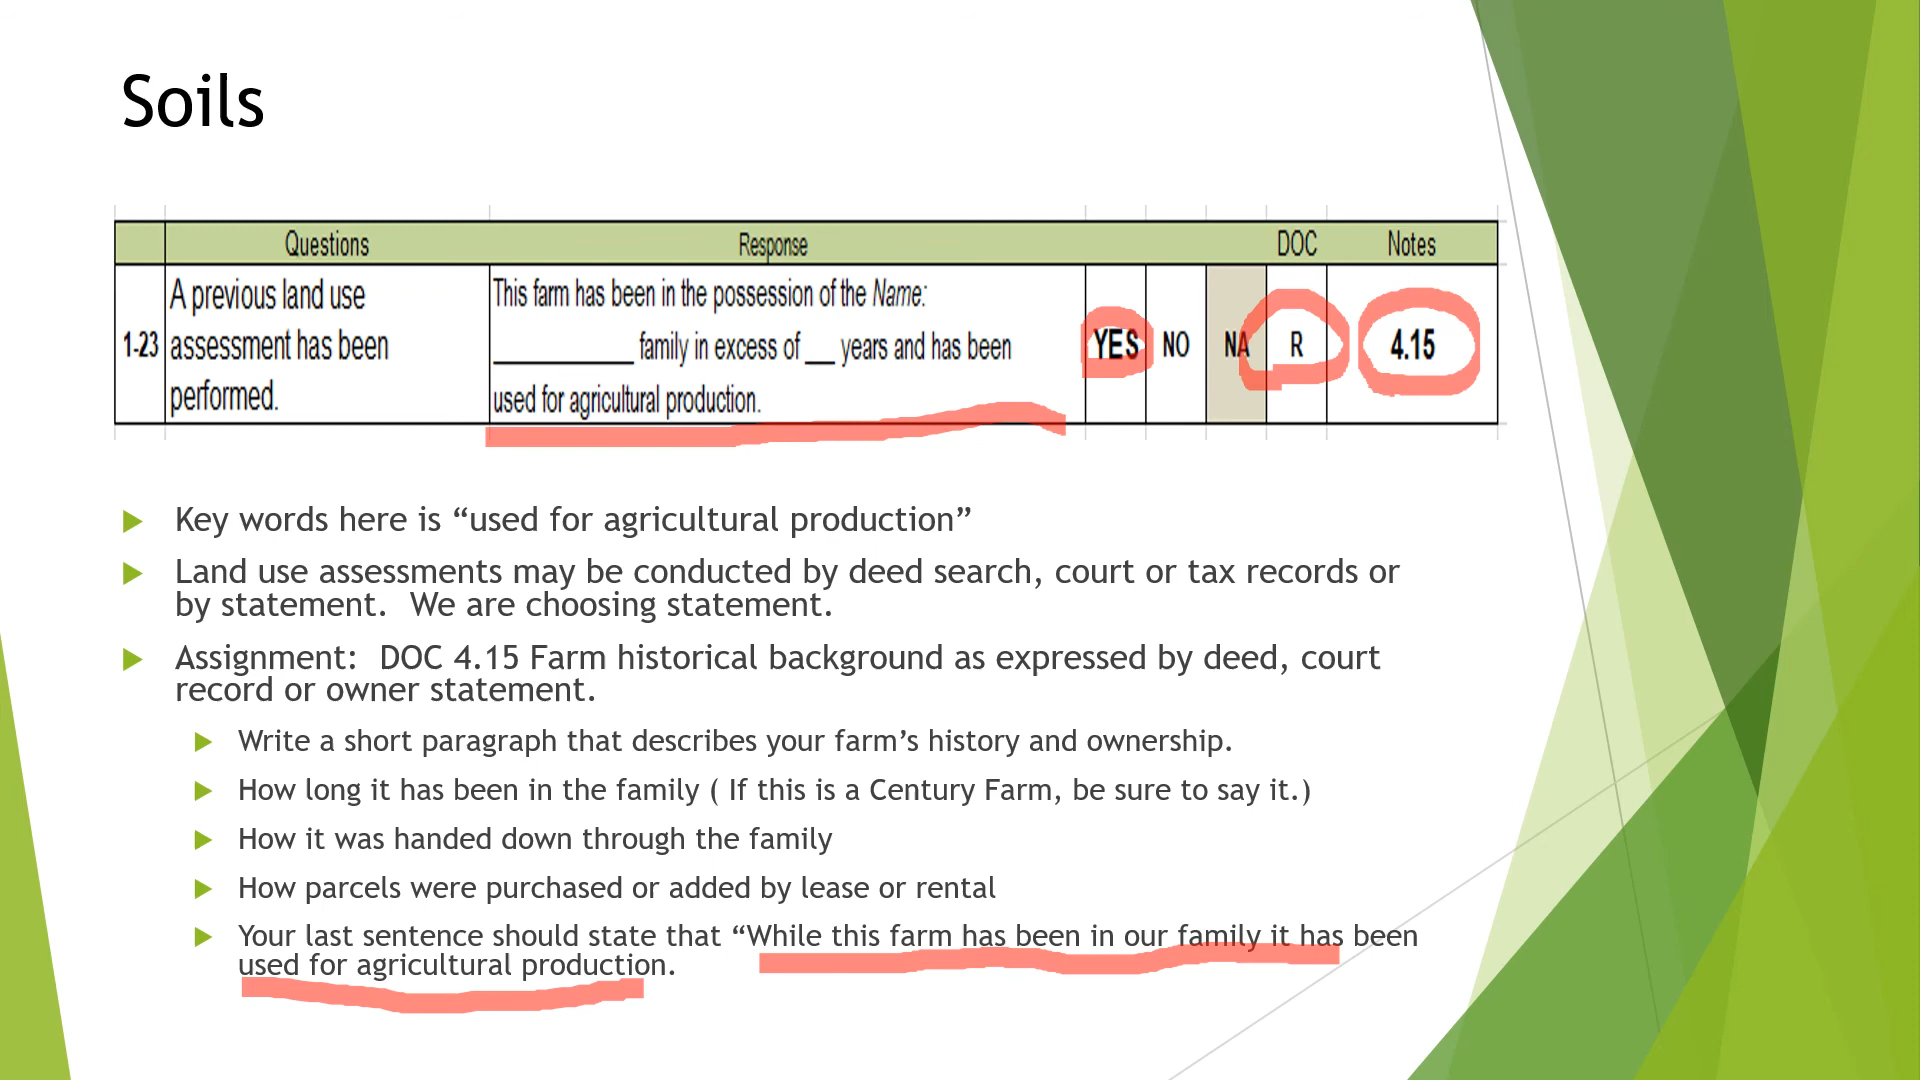 Soils
Questions Response DOC Notes
1-23 A previous land use assessment has been performed.
This farm has been in the possession of the Name:
______________ family in excess of ___ years and has been
used for agricultural production.
YES NO NA R 4.15
Key words here is “used for agricultural production”
Land use assessments may be conducted by deed search, court or tax records or
by statement.  We are choosing statement.
Assignment:  DOC 4.15 Farm historical background as expressed by deed, court
record or owner statement.
Write a short paragraph that describes your farm’s history and ownership.
How long it has been in the family ( If this is a Century Farm, be sure to say it.)
How it was handed down through the family
How parcels were purchased or added by lease or rental
Your last sentence should state that “While this farm has been in our family it has been
used for agricultural production.